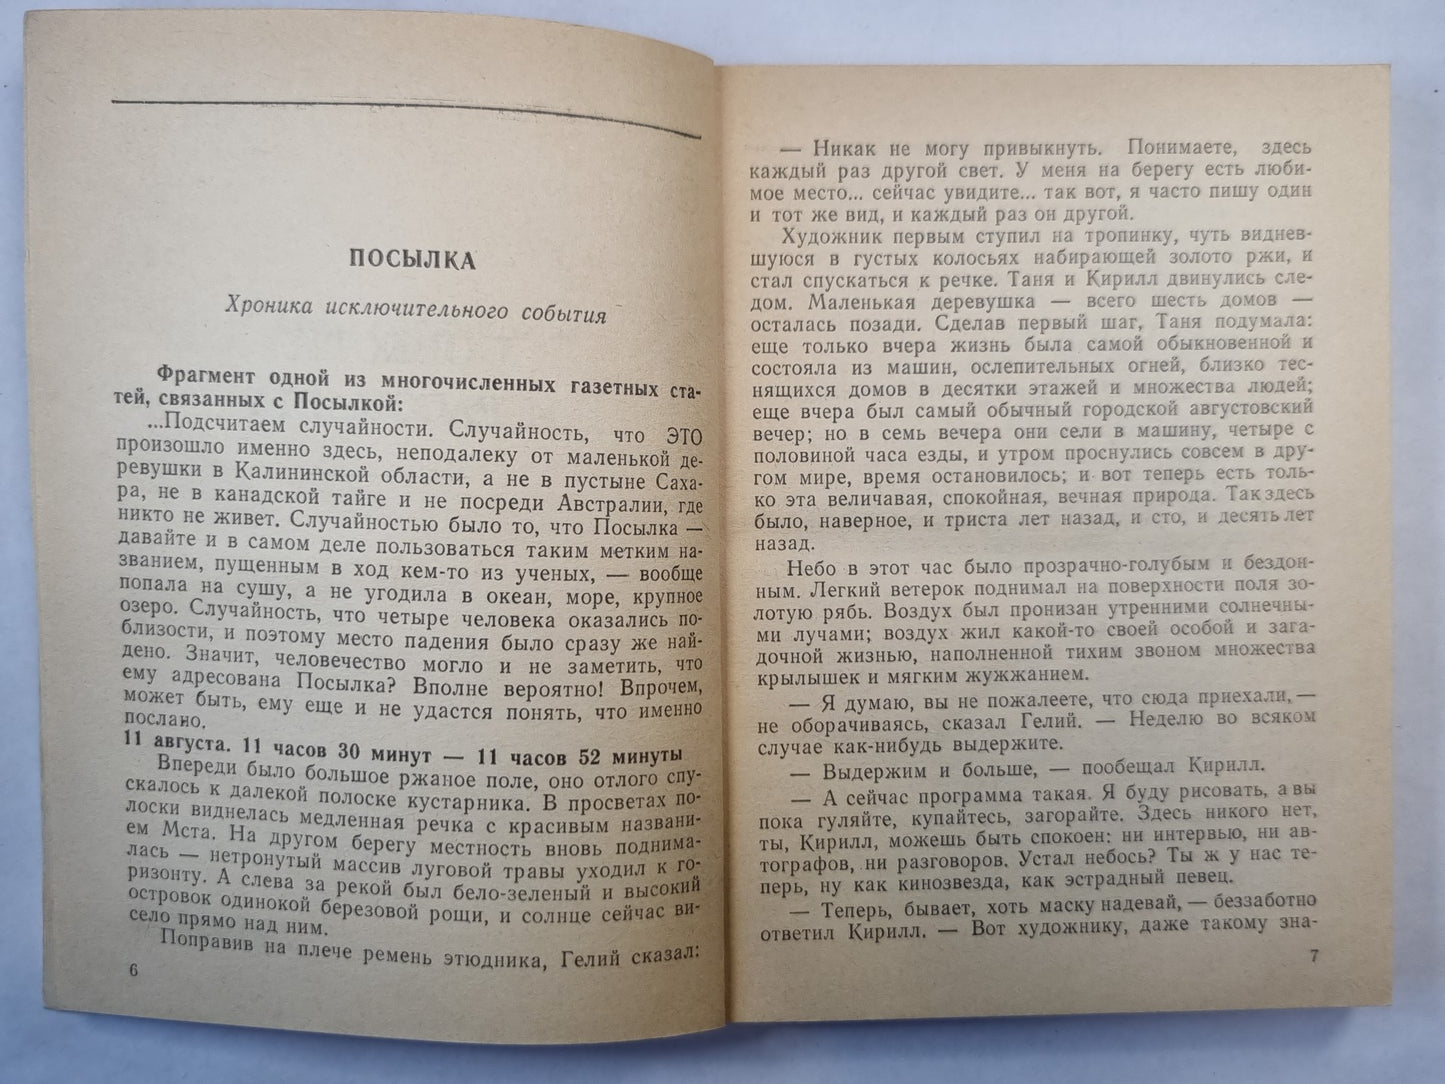 ПОСЫЛКА
Хроника исключительного события
Фрагмент одной из многочисленных газетных ста-
тей, связанных с Посылкой:
...Подсчитаем случайности. Случайность, что ЭТО
произошло именно здесь, неподалеку от маленькой де-
ревушки в Калининской области, а не в пустыне Саха-
ра, не в канадской тайге и не посреди Австралии, где
никто не живет. Случайностью было то, что Посылка —
давайте и в самом деле пользоваться таким метким на-
званием, пущенным в ход кем-то из ученых, — вообще
попала на сушу, а не угодила в океан, море, крупное
озеро. Случайность, что четыре человека оказались по-
близости, и поэтому место падения было сразу же най-
дено. Значит, человечество могло и не заметить, что
ему адресована Посылка? Вполне вероятно! Впрочем,
может быть, ему еще и не удастся понять, что именно
послано.
11 августа. 11 часов 30 минут — 11 часов 52 минуты
Впереди было большое ржаное поле, оно отлого спу-
скалось к далекой полоске кустарника. В просветах по-
лоски виднелась медленная речка с красивым названи-
ем Мста. На другом берегу местность вновь поднима-
лась — нетронутый массив луговой травы уходил к го-
ризонту. А слева за рекой был бело-зеленый и высокий
островок одинокой березовой рощи, и солнце сейчас ви-
село прямо над ним.
Поправив на плече ремень этюдника, Гелий сказал:
6
— Никак не могу привыкнуть. Понимаете, здесь
каждый раз другой свет. У меня на берегу есть люби-
мое место... сейчас увидите... так вот, я часто пишу один
и тот же вид, и каждый раз он другой.
Художник первым ступил на тропинку, чуть виднев-
шуюся в густых колосьях набирающей золото ржи, и
стал спускаться к речке. Таня и Кирилл двинулись сле-
дом. Маленькая деревушка — всего шесть домов —
осталась позади. Сделав первый шаг, Таня подумала:
еще только вчера жизнь была самой обыкновенной и
состояла из машин, ослепительных огней, близко тес-
нящихся домов в десятки этажей и множества людей;
еще вчера был самый обычный городской августовский
вечер; но в семь вечера они сели в машину, четыре с
половиной часа езды, и утром проснулись совсем в дру-
гом мире, время остановилось; и вот теперь есть толь-
ко эта величавая, спокойная, вечная природа. Так здесь
было, наверное, и триста лет назад, и сто, и десять лет
назад.
Небо в этот час было прозрачно-голубым и бездон-
ным. Легкий ветерок поднимал на поверхности поля зо-
лотую рябь. Воздух был пронизан утренними солнечны-
ми лучами; воздух жил какой-то своей особой и зага-
дочной жизнью, наполненной тихим звоном множества
крылышек и мягким жужжанием.
— Я думаю, вы не пожалеете, что сюда приехали, —
не оборачиваясь, сказал Гелий. — Неделю во всяком
случае как-нибудь выдержите.
— Выдержим и больше, — пообещал Кирилл.
— А сейчас программа такая. Я буду рисовать, а вы
пока гуляйте, купайтесь, загорайте. Здесь никого нет,
ты, Кирилл, можешь быть спокоен: ни интервью, ни ав-
тографов, ни разговоров. Устал небось? Ты ж у нас те-
перь, ну как кинозвезда, как эстрадный певец.
— Теперь, бывает, хоть маску надевай, — беззаботно
ответил Кирилл. — Вот художнику, даже такому зна-
7